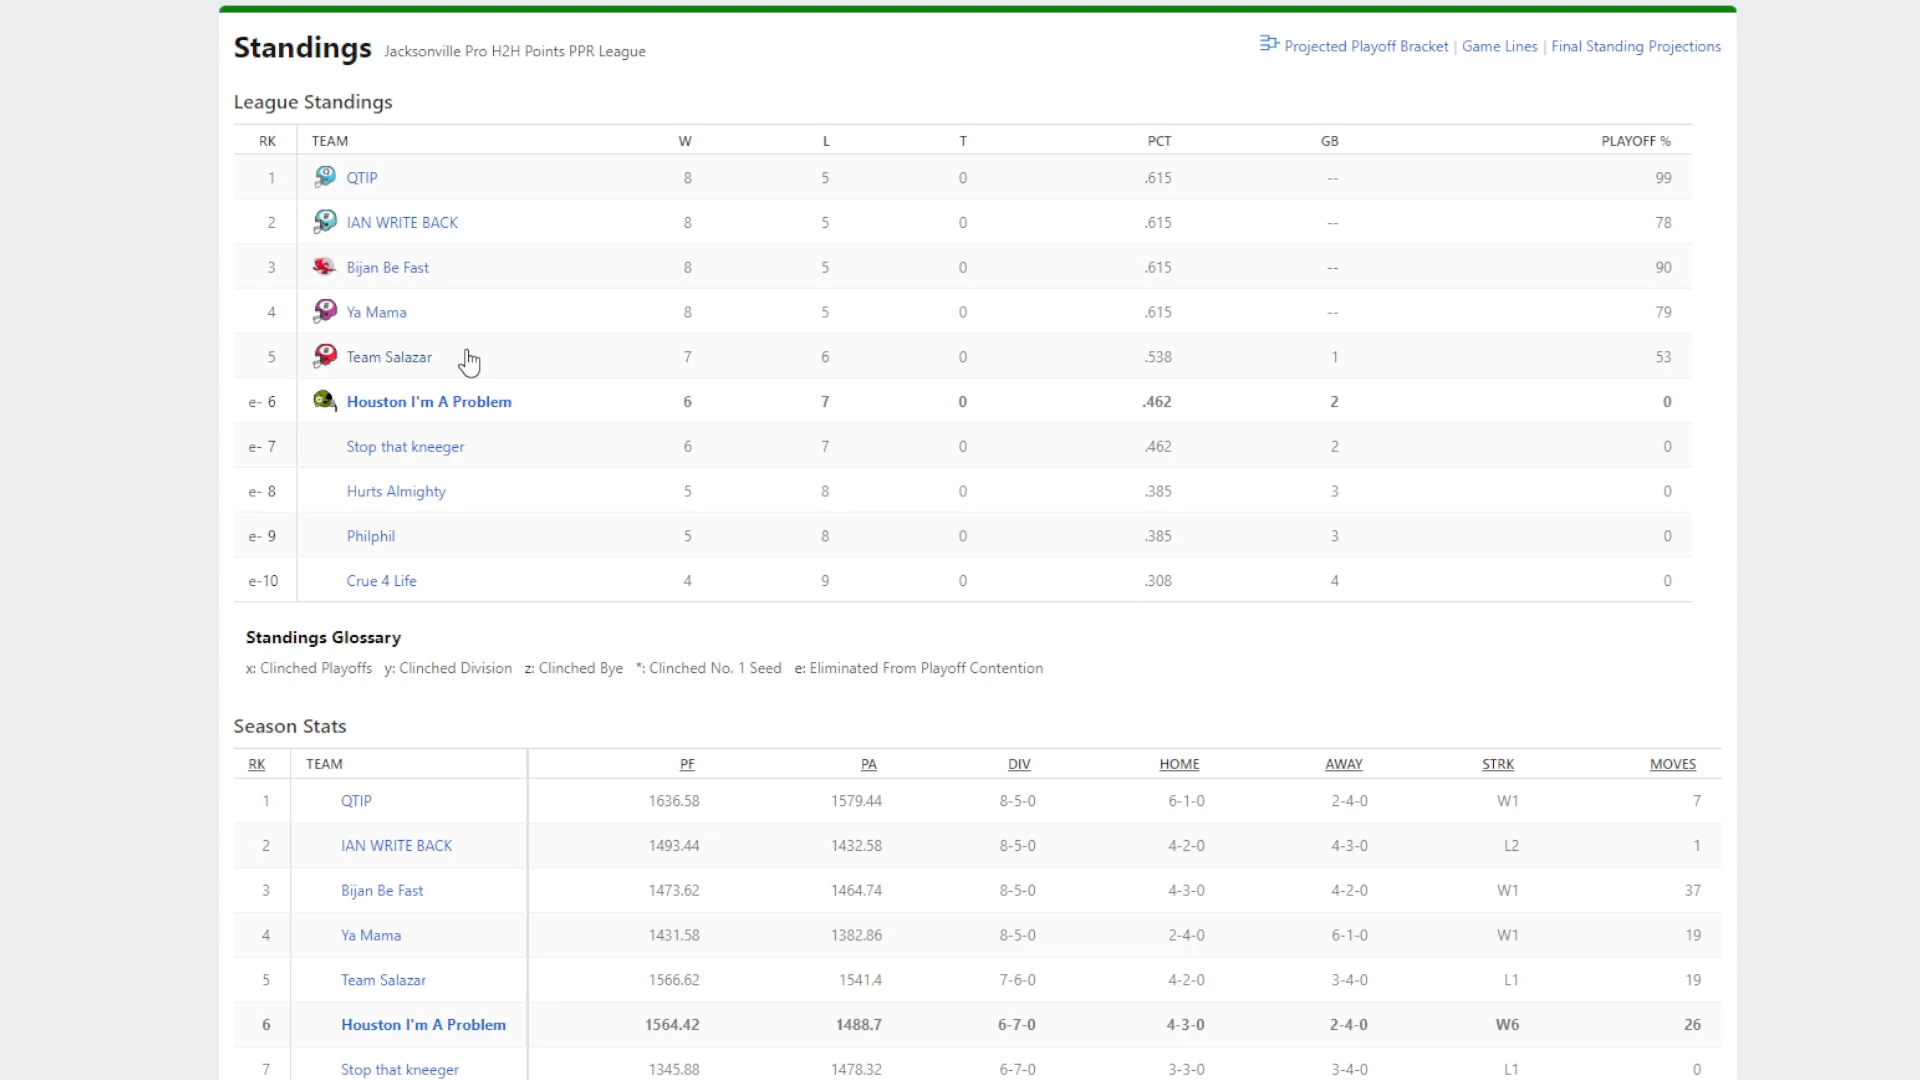 Standings Jacksonville Pro H2H Points PPR League
Projected Playoff Bracket | Game Lines | Final Standing Projections
League Standings
RK TEAM W L T PCT GB PLAYOFF %
1 QTIP 8 5 0 .615 -- 99
2 IAN WRITE BACK 8 5 0 .615 -- 78
3 Bijan Be Fast 8 5 0 .615 -- 90
4 Ya Mama 8 5 0 .615 -- 79
5 Team Salazar 7 6 0 .538 1 53
e- 6 Houston I'm A Problem 6 7 0 .462 2 0
e- 7 Stop that kneeger 6 7 0 .462 2 0
e- 8 Hurts Almighty 5 8 0 .385 3 0
e- 9 Philphil 5 8 0 .385 3 0
e-10 Crue 4 Life 4 9 0 .308 4 0
Standings Glossary
x: Clinched Playoffs y: Clinched Division z: Clinched Bye *: Clinched No. 1 Seed e: Eliminated From Playoff Contention
Season Stats
RK TEAM PF PA DIV HOME AWAY STRK MOVES
1 QTIP 1636.58 1579.44 8-5-0 6-1-0 2-4-0 W1 7
2 IAN WRITE BACK 1493.44 1432.58 8-5-0 4-2-0 4-3-0 L2 1
3 Bijan Be Fast 1473.62 1464.74 8-5-0 4-3-0 4-2-0 W1 37
4 Ya Mama 1431.58 1382.86 8-5-0 2-4-0 6-1-0 W1 19
5 Team Salazar 1566.62 1541.4 7-6-0 4-2-0 3-4-0 L1 19
6 Houston I'm A Problem 1564.42 1488.7 6-7-0 4-3-0 2-4-0 W6 26
7 Stop that kneeger 1345.88 1478.32 6-7-0 3-3-0 3-4-0 L1 0